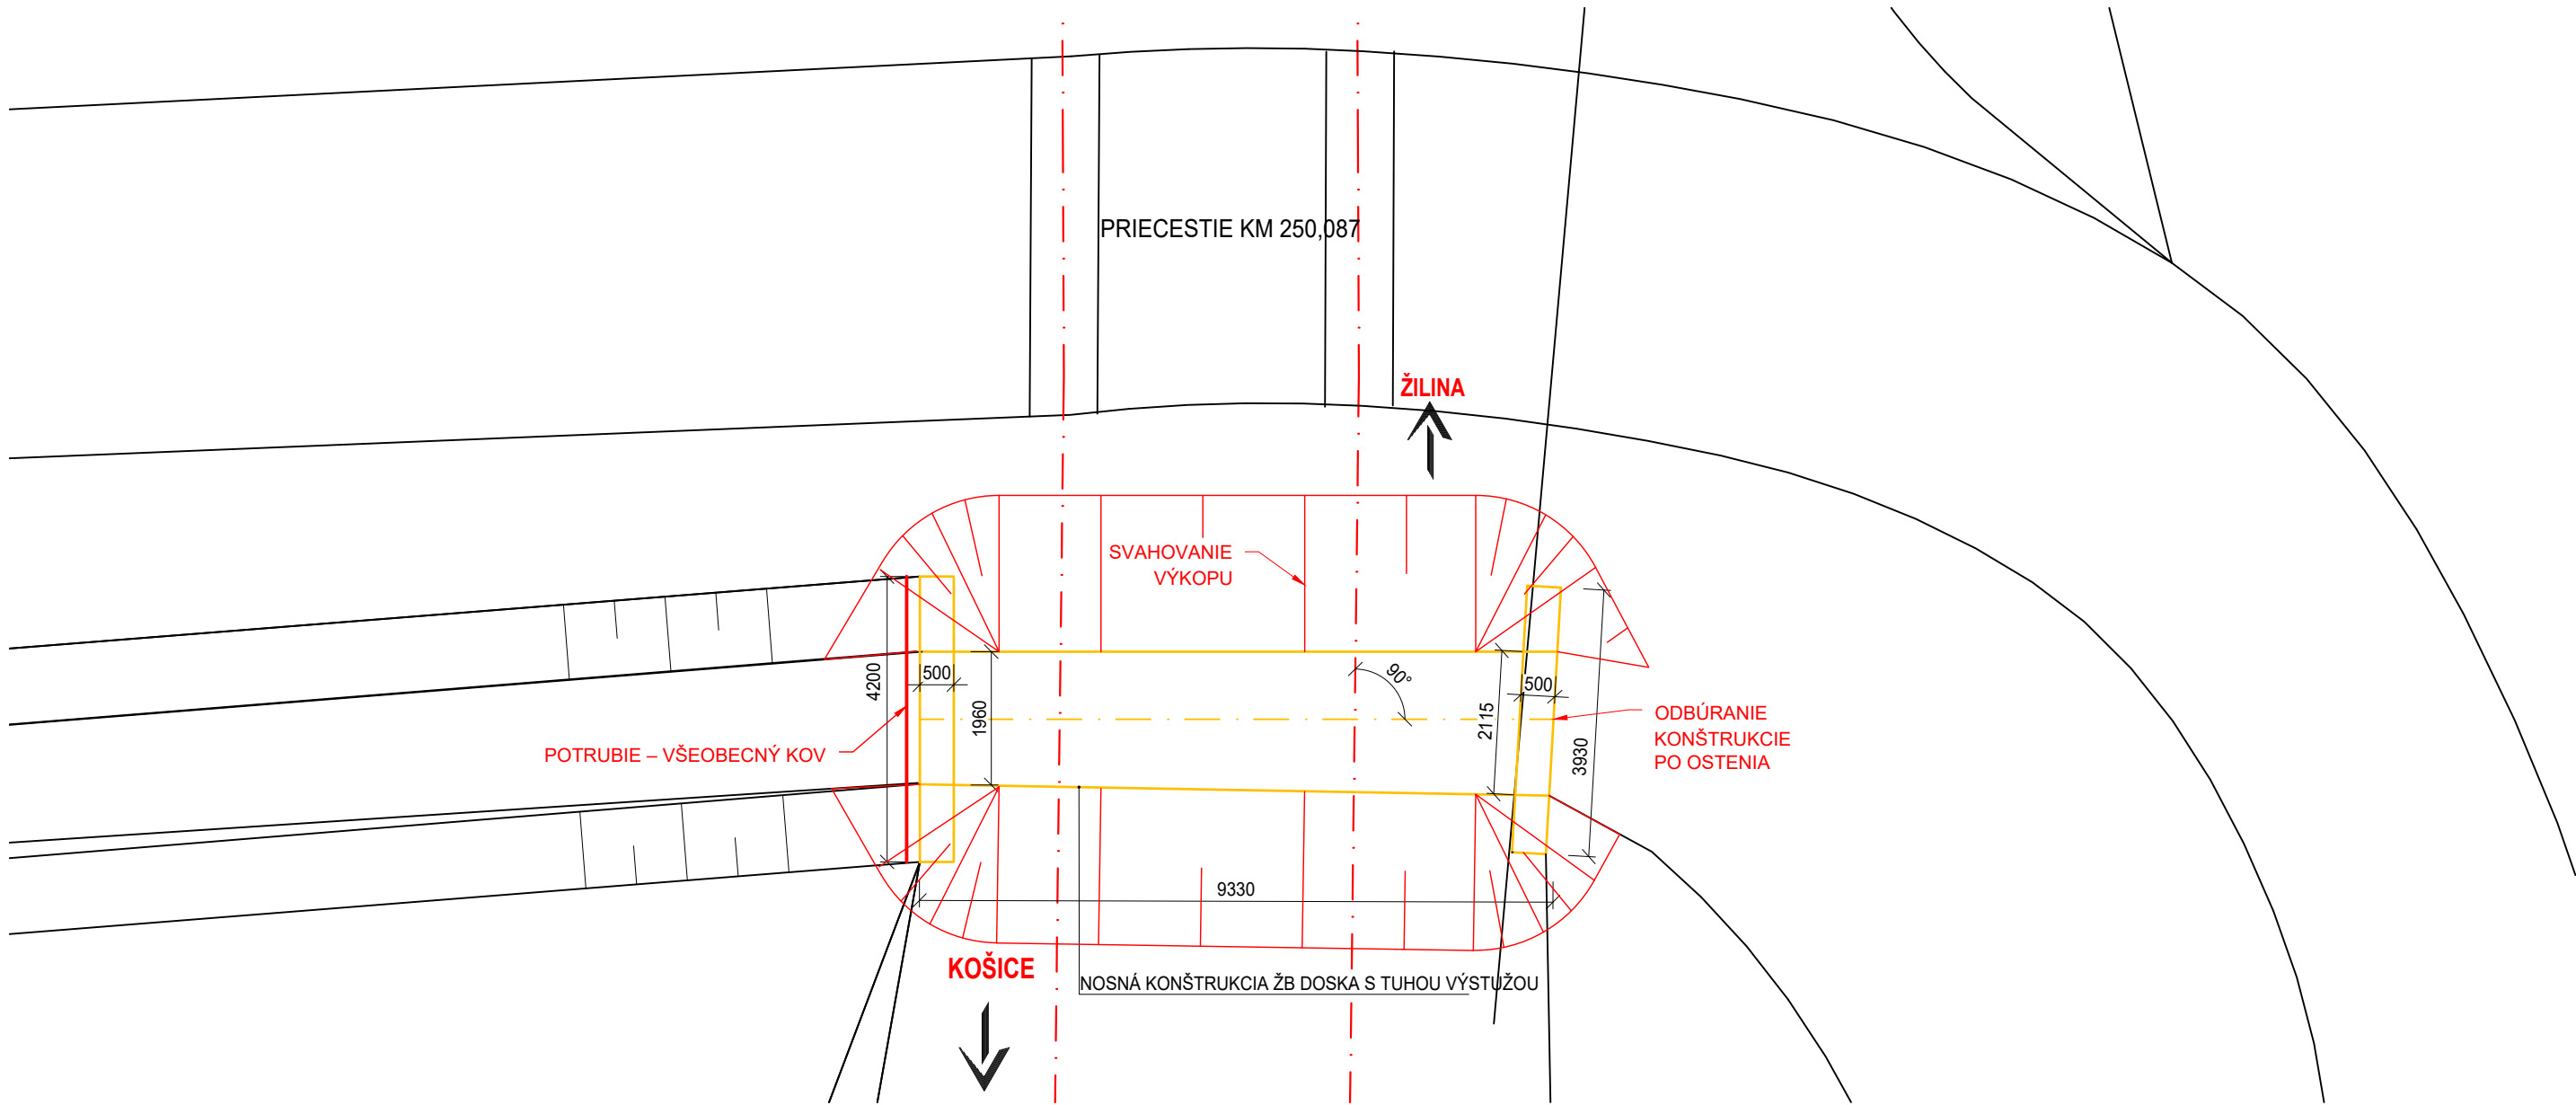 PRIECESTIE KM 250,087
ŽILINA
SVAHOVANIE
VÝKOPU
4200
500
1960
90°
2115
500
3930
ODBÚRANIE
KONŠTRUKCIE
PO OSTENIA
POTRUBIE – VŠEOBECNÝ KOV
9330
KOŠICE
NOSNÁ KONŠTRUKCIA ŽB DOSKA S TUHOU VÝSTUŽOU